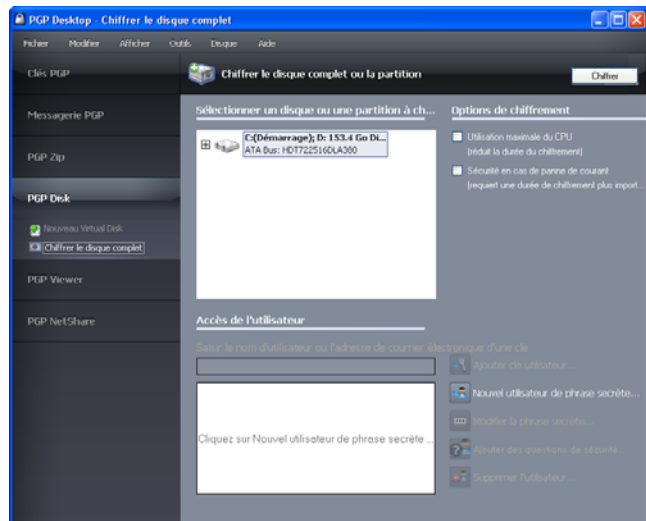 PGP Desktop - Chiffrer le disque complet
Fichier Modifier Afficher Outils Disque Aide
Clés PGP
Chiffrer le disque complet ou la partition
Chiffrer
Messagerie PGP
PGP Zip
PGP Disk
Nouveau Virtual Disk
Chiffrer le disque complet
PGP Viewer
PGP NetShare
Sélectionner un disque ou une partition à ch...
C:(Démarrage); D: 153.4 Go Di...
ATA Bus: HDT722516DLA380
Options de chiffrement
Utilisation maximale du CPU
(réduit la durée du chiffrement)
Sécurité en cas de panne de courant
(requiert une durée de chiffrement plus import...
Accès de l'utilisateur
Saisir le nom d'utilisateur ou l'adresse de courrier électronique d'une clé
Cliquez sur Nouvel utilisateur de phrase secrète ...
Ajouter clé utilisateur...
Nouvel utilisateur de phrase secrète...
Modifier la phrase secrète...
Ajouter des questions de sécurité...
Supprimer l'utilisateur...